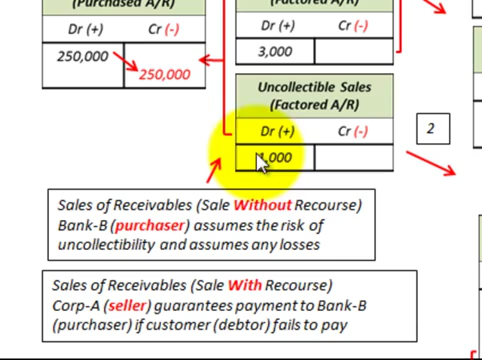 (Purchased A/R)
Dr (+) Cr (-)
250,000
250,000
(Factored A/R)
Dr (+) Cr (-)
3,000
Uncollectible Sales
(Factored A/R)
Dr (+) Cr (-)
,000
2
Sales of Receivables (Sale Without Recourse)
Bank-B (purchaser) assumes the risk of
uncollectibility and assumes any losses
Sales of Receivables (Sale With Recourse)
Corp-A (seller) guarantees payment to Bank-B
(purchaser) if customer (debtor) fails to pay